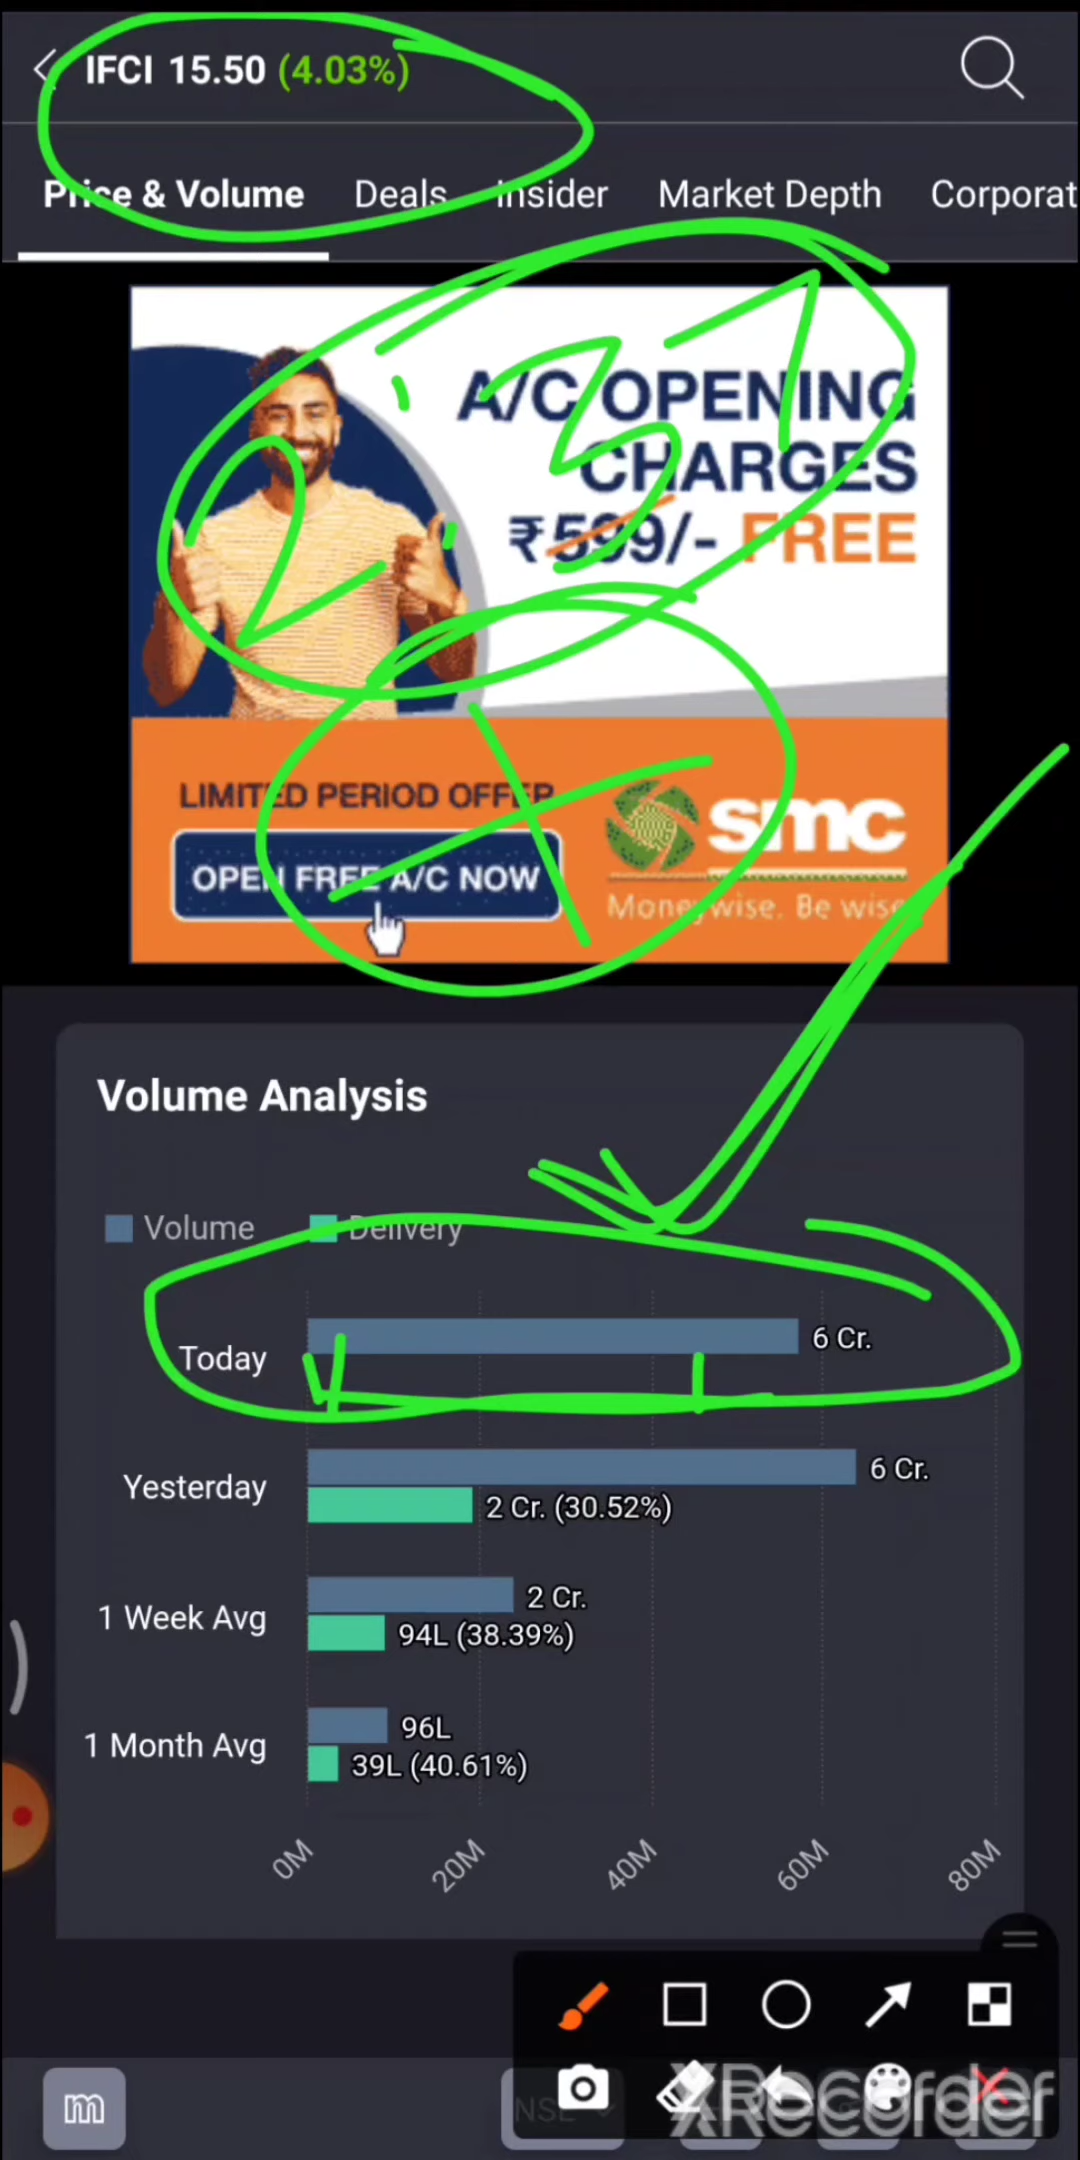 IFCI 15.50 (4.03%)
Price & Volume Deals Insider Market Depth Corporat
A/C OPENING
CHARGES
₹599/- FREE
2:37
LIMITED PERIOD OFFER
OPEN FREE A/C NOW
smc
Moneywise. Be wise
Volume Analysis
Volume Delivery
Today 6 Cr.
Yesterday 6 Cr.
2 Cr. (30.52%)
1 Week Avg 2 Cr.
94L (38.39%)
1 Month Avg 96L
39L (40.61%)
0M 20M 40M 60M 80M
m
XRecorder